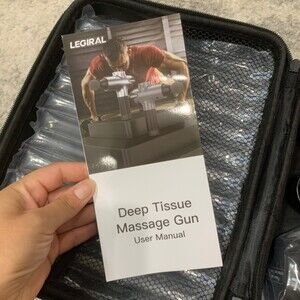 LEGIRAL
Deep Tissue
Massage Gun
User Manual